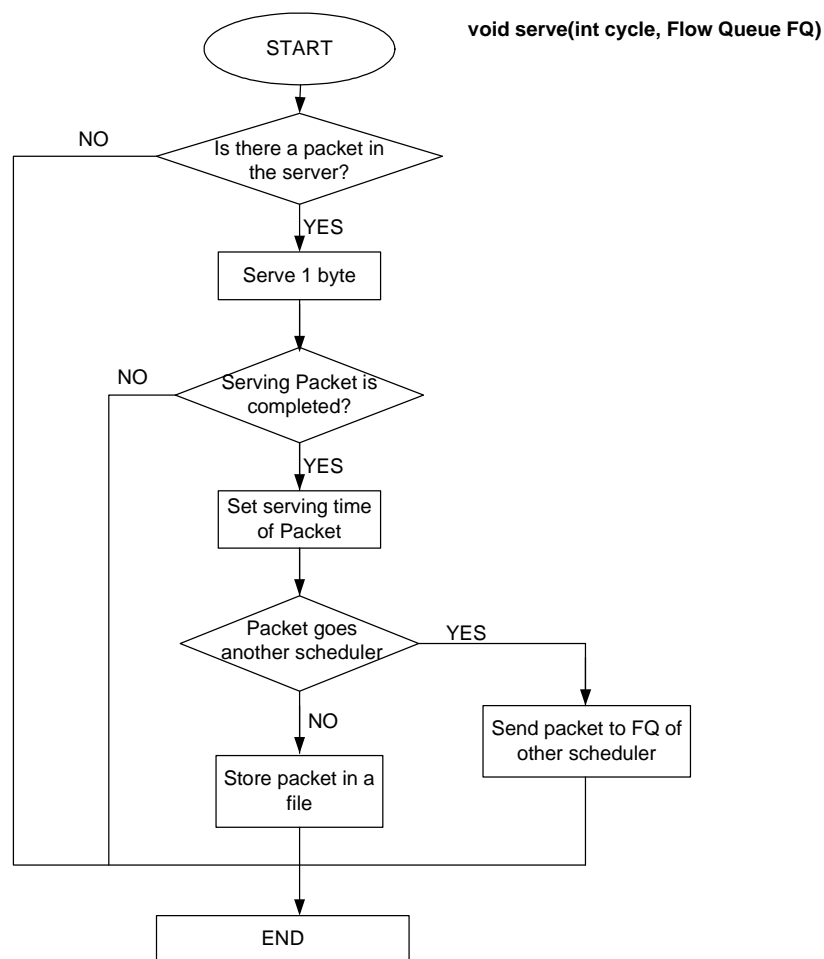 void serve(int cycle, Flow Queue FQ)
START
NO
Is there a packet in
the server?
YES
Serve 1 byte
NO
Serving Packet is
completed?
YES
Set serving time
of Packet
Packet goes
another scheduler
YES
NO
Send packet to FQ of
other scheduler
Store packet in a
file
END